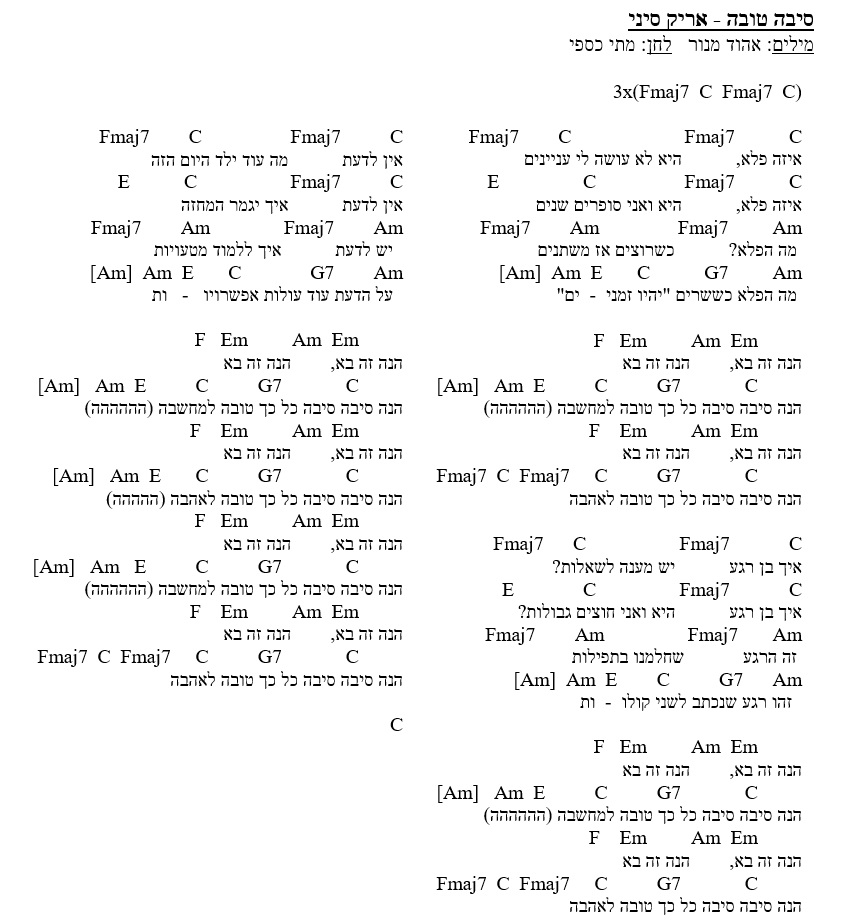 סיבה טובה - אריק סיני
מילים: אהוד מנור לחן: מתי כספי
3x(Fmaj7 C Fmaj7 C)
Fmaj7 C Fmaj7 C
איזה פלא, היא לא עושה לי עניינים
E C Fmaj7 C
איזה פלא, היא ואני סופרים שנים
Fmaj7 Am Fmaj7 Am
מה הפלא? כשרוצים אז משתנים
[Am] Am E C G7 Am
מה הפלא כששרים "יהיו זמני - ים"
F Em Am Em
הנה זה בא, הנה זה בא
[Am] Am E C G7 C
הנה סיבה סיבה כל כך טובה למחשבה (הההההה)
F Em Am Em
הנה זה בא, הנה זה בא
Fmaj7 C Fmaj7 C G7 C
הנה סיבה סיבה כל כך טובה לאהבה
Fmaj7 C Fmaj7 C
איך בן רגע יש מענה לשאלות?
E C Fmaj7 C
איך בן רגע היא ואני חוצים גבולות?
Fmaj7 Am Fmaj7 Am
זה הרגע שחלמנו בתפילות
[Am] Am E C G7 Am
זהו רגע שנכתב לשני קולו - ות
F Em Am Em
הנה זה בא, הנה זה בא
[Am] Am E C G7 C
הנה סיבה סיבה כל כך טובה למחשבה (הההההה)
F Em Am Em
הנה זה בא, הנה זה בא
Fmaj7 C Fmaj7 C G7 C
הנה סיבה סיבה כל כך טובה לאהבה
Fmaj7 C Fmaj7 C
אין לדעת מה עוד ילד היום הזה
E C Fmaj7 C
אין לדעת איך יגמר המחזה
Fmaj7 Am Fmaj7 Am
יש לדעת איך ללמוד מטעויות
[Am] Am E C G7 Am
על הדעת עוד עולות אפשרויו - ות
F Em Am Em
הנה זה בא, הנה זה בא
[Am] Am E C G7 C
הנה סיבה סיבה כל כך טובה למחשבה (הההההה)
F Em Am Em
הנה זה בא, הנה זה בא
[Am] Am E C G7 C
הנה סיבה סיבה כל כך טובה לאהבה (ההההה)
F Em Am Em
הנה זה בא, הנה זה בא
[Am] Am E C G7 C
הנה סיבה סיבה כל כך טובה למחשבה (הההההה)
F Em Am Em
הנה זה בא, הנה זה בא
Fmaj7 C Fmaj7 C G7 C
הנה סיבה סיבה כל כך טובה לאהבה
C